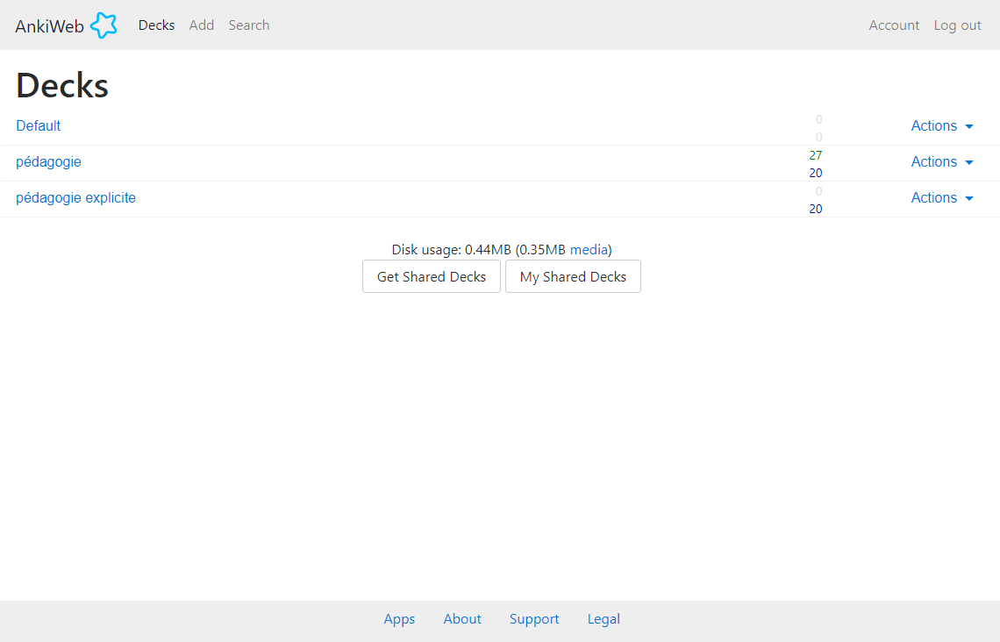 AnkiWeb Decks Add Search Account Log out
Decks
Default 0 0 Actions
pédagogie 27 20 Actions
pédagogie explicite 0 20 Actions
Disk usage: 0.44MB (0.35MB media)
Get Shared Decks My Shared Decks
Apps About Support Legal